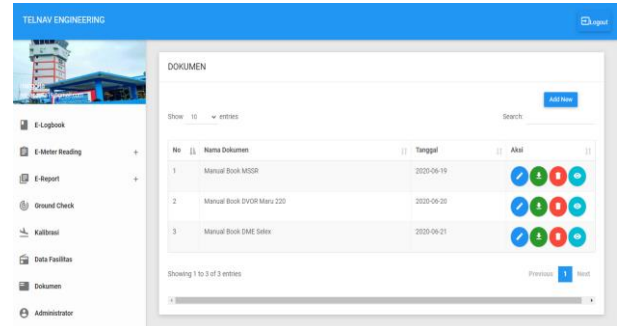 TELNAV ENGINEERING
Logout
E-Logbook
E-Meter Reading +
E-Report +
Ground Check
Kalibrasi
Data Fasilitas
Dokumen
Administrator
DOKUMEN
Add New
Show 10 entries
Search:
No Nama Dokumen Tanggal Aksi
1 Manual Book MSSR 2020-06-19
2 Manual Book DVOR Maru 220 2020-06-20
3 Manual Book DME Selex 2020-06-21
Showing 1 to 3 of 3 entries
Previous 1 Next